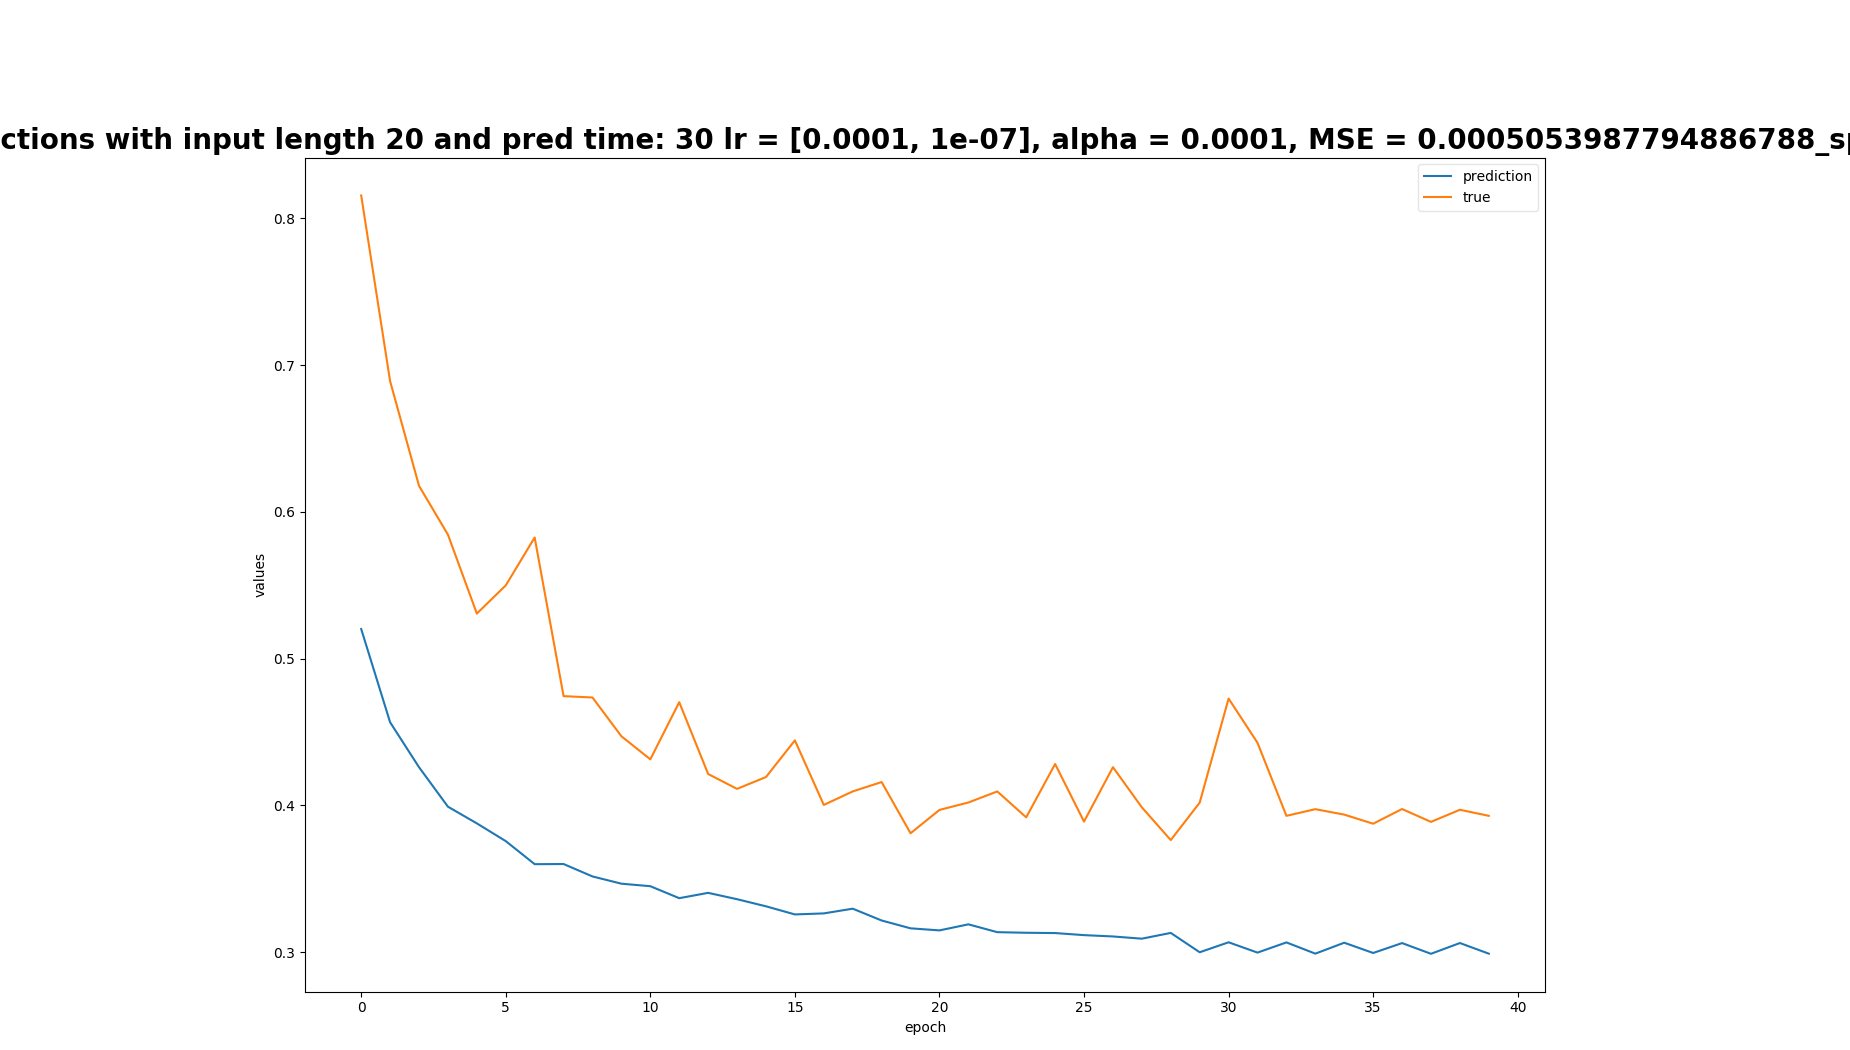 ctions with input length 20 and pred time: 30 lr = [0.0001, 1e-07], alpha = 0.0001, MSE = 0.0005053987794886788_sp
prediction
true
0.8
0.7
0.6
0.5
0.4
0.3
values
0 5 10 15 20 25 30 35 40
epoch